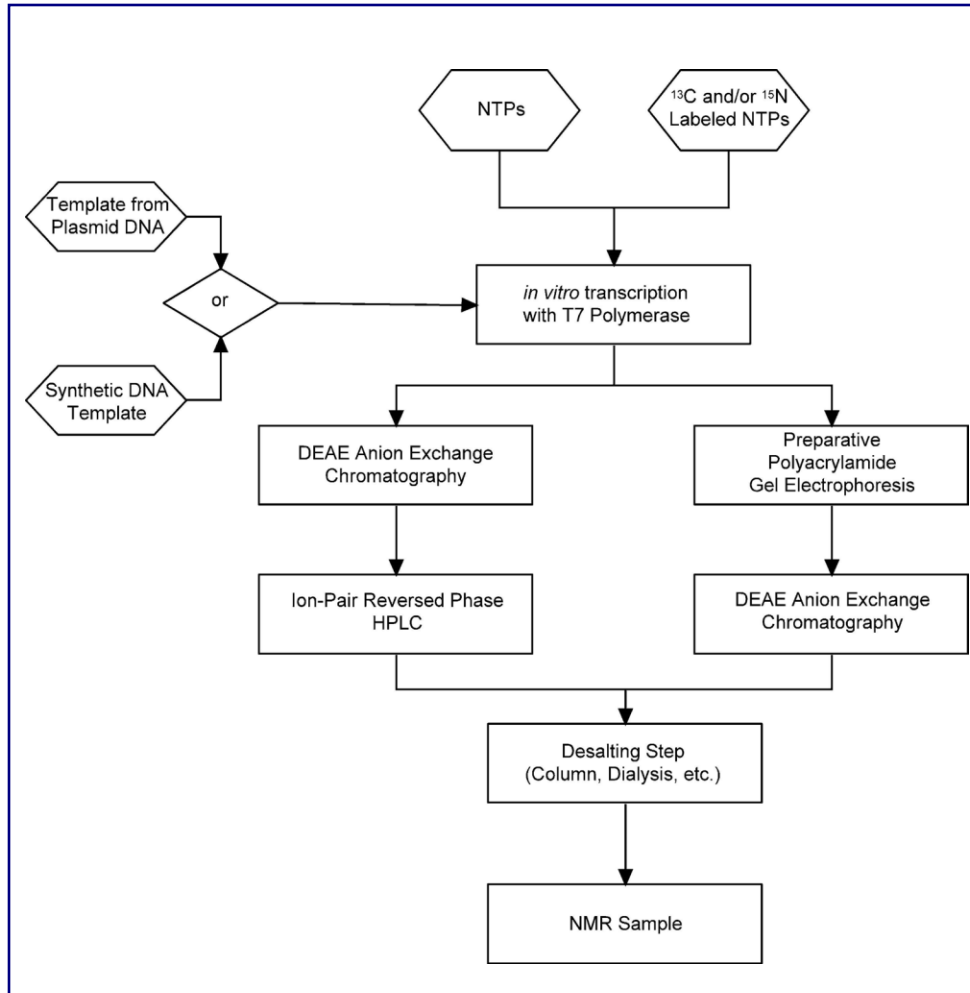 NTPs
¹³C and/or ¹⁵N
Labeled NTPs
Template from
Plasmid DNA
or
in vitro transcription
with T7 Polymerase
Synthetic DNA
Template
DEAE Anion Exchange
Chromatography
Preparative
Polyacrylamide
Gel Electrophoresis
Ion-Pair Reversed Phase
HPLC
DEAE Anion Exchange
Chromatography
Desalting Step
(Column, Dialysis, etc.)
NMR Sample